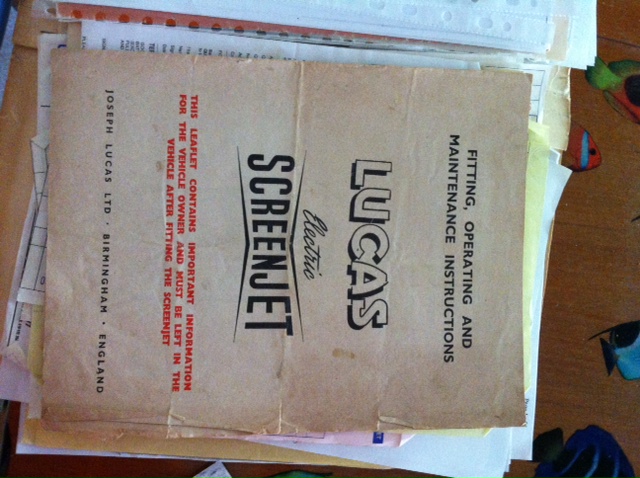 FITTING, OPERATING AND
MAINTENANCE INSTRUCTIONS
LUCAS
Electric
SCREENJET
THIS LEAFLET CONTAINS IMPORTANT INFORMATION
FOR THE VEHICLE OWNER AND MUST BE LEFT IN THE
VEHICLE AFTER FITTING THE SCREENJET
JOSEPH LUCAS LTD · BIRMINGHAM · ENGLAND